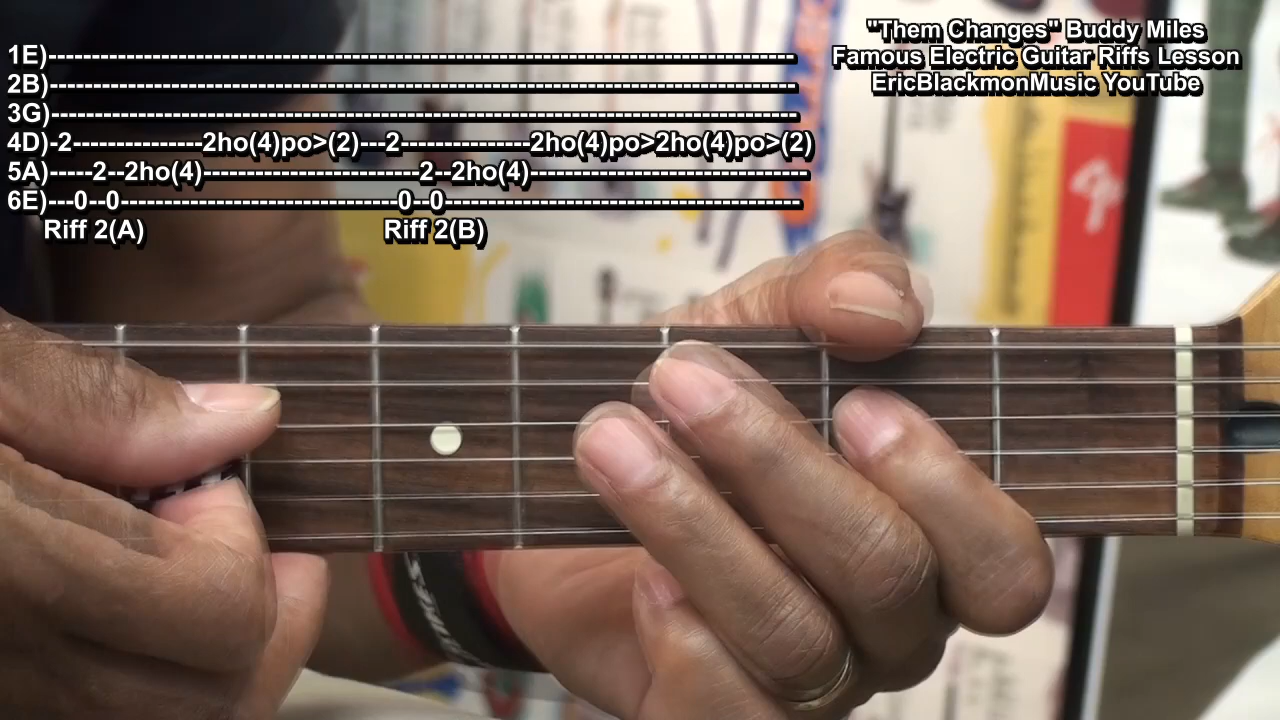 "Them Changes" Buddy Miles
Famous Electric Guitar Riffs Lesson
EricBlackmonMusic YouTube
1E)-------------------------------------------------------------------------------------------
2B)-------------------------------------------------------------------------------------------
3G)-------------------------------------------------------------------------------------------
4D)-2---------------2ho(4)po>(2)---2---------------2ho(4)po>2ho(4)po>(2)
5A)-----2--2ho(4)-------------------------2--2ho(4)--------------------------------
6E)---0--0--------------------------------0--0-----------------------------------------
Riff 2(A)
Riff 2(B)